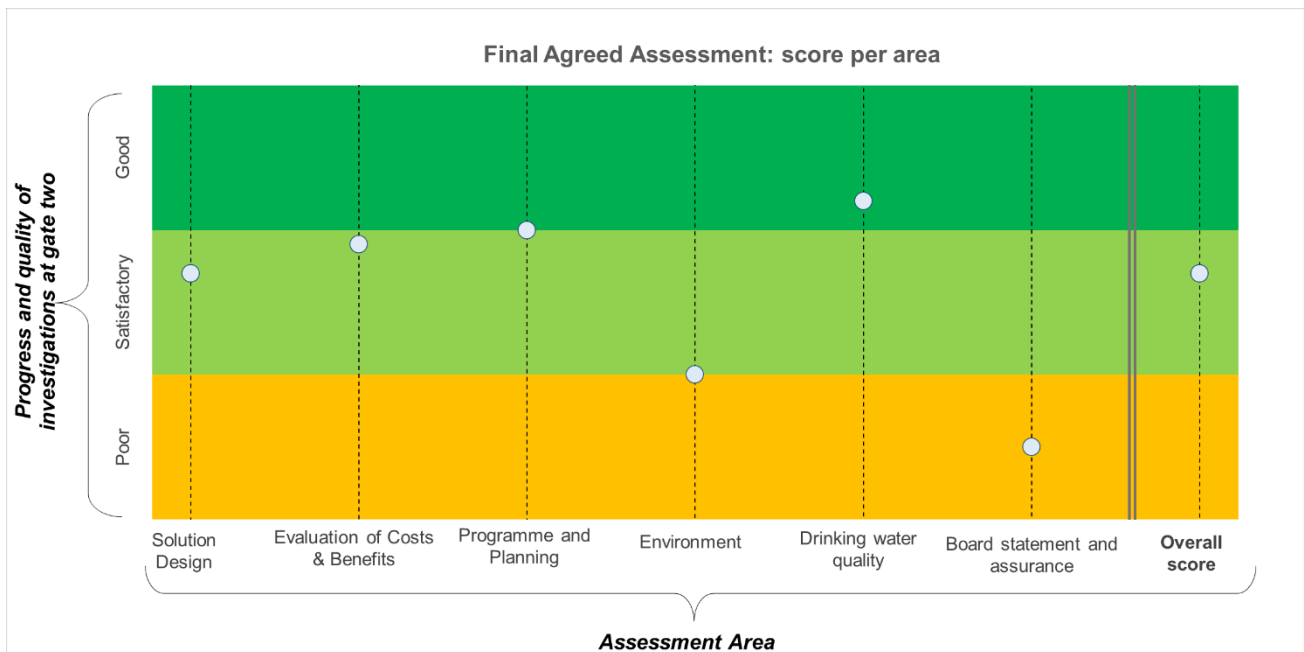 Final Agreed Assessment: score per area
Progress and quality of
investigations at gate two
Good
Satisfactory
Poor
Solution
Design
Evaluation of Costs
& Benefits
Programme and
Planning
Environment
Drinking water
quality
Board statement and
assurance
Overall
score
Assessment Area